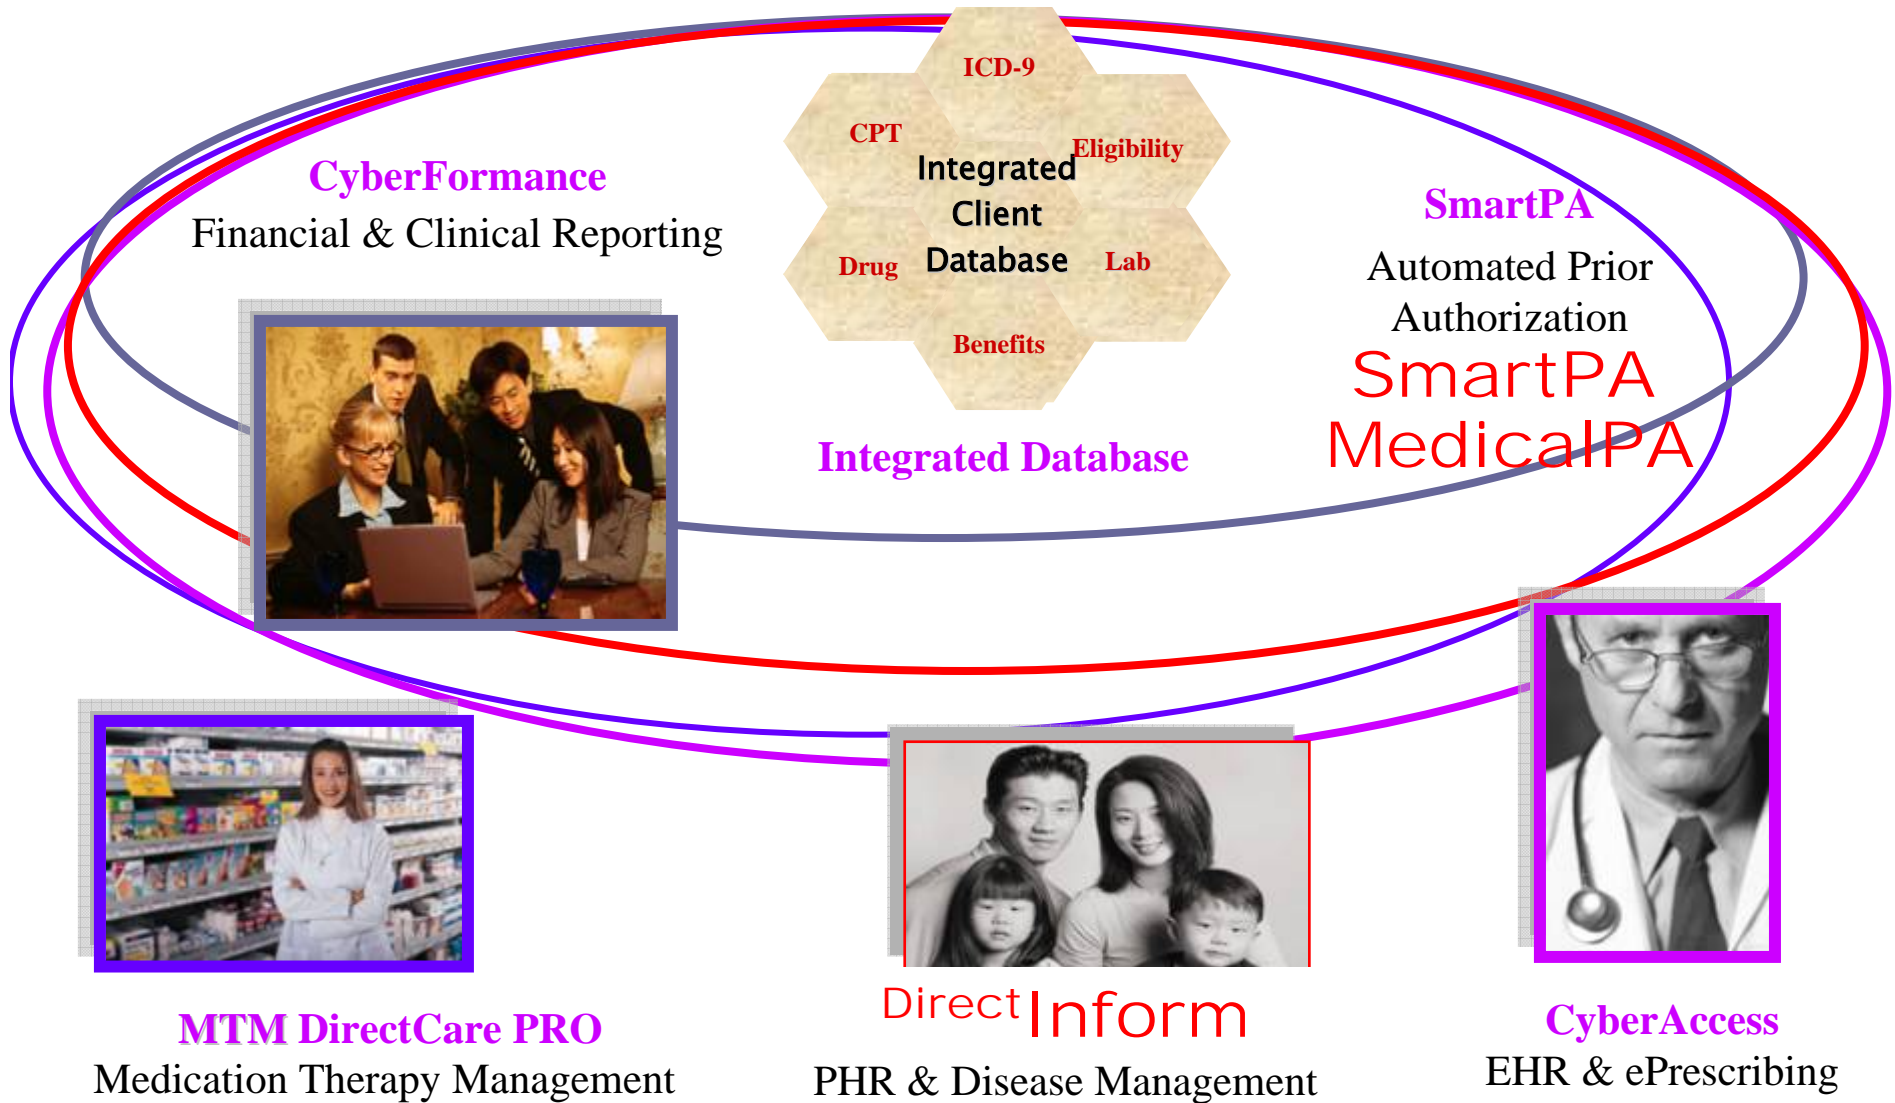 ICD-9
CPT
Eligibility
Integrated
Client
Database
Drug
Lab
Benefits
Integrated Database
CyberFormance
Financial & Clinical Reporting
SmartPA
Automated Prior
Authorization
SmartPA
MedicalPA
MTM DirectCare PRO
Medication Therapy Management
Direct Inform
PHR & Disease Management
CyberAccess
EHR & ePrescribing